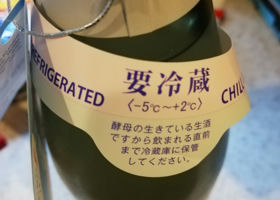 REFRIGERATED
要冷蔵
CHILL
〈-5℃~+2℃〉
酵母の生きている生酒
ですから飲まれる直前
まで冷蔵庫に保管
してください。